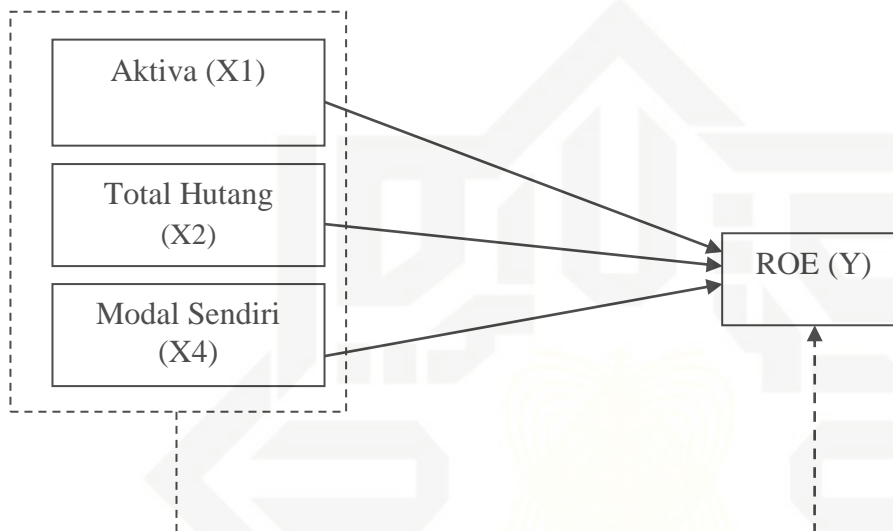 Aktiva (X1)
Total Hutang
(X2)
ROE (Y)
Modal Sendiri
(X4)